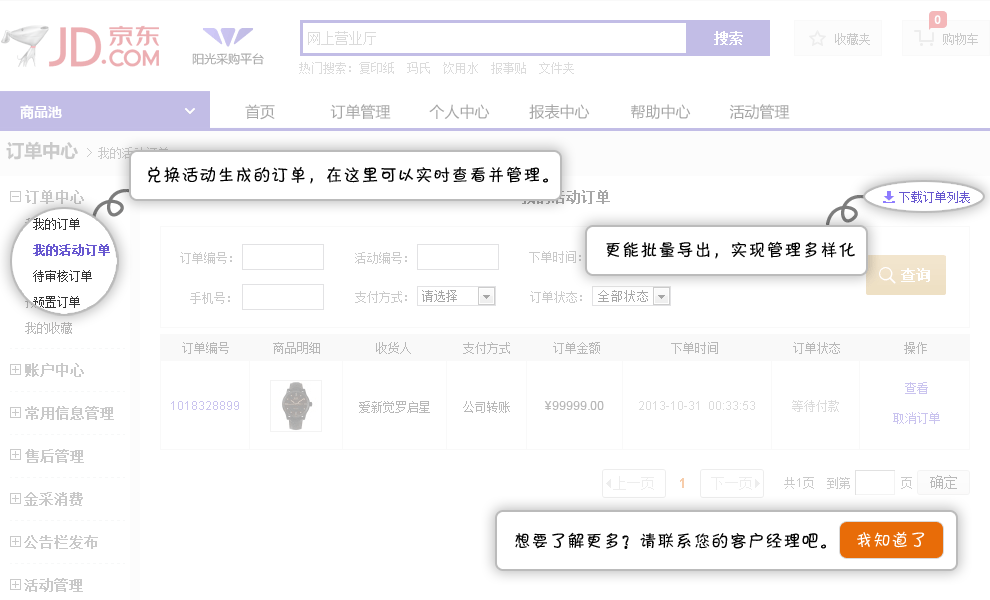 JD.COM 京东
阳光采购平台
网上营业厅
搜索
收藏夹
0
购物车
热门搜索: 复印纸 玛氏 饮用水 报事贴 文件夹
商品池 首页 订单管理 个人中心 报表中心 帮助中心 活动管理
订单中心 > 我的活动订单
兑换活动生成的订单，在这里可以实时查看并管理。
我的活动订单
下载订单列表
订单中心
我的订单
我的活动订单
待审核订单
预置订单
我的收藏
账户中心
常用信息管理
售后管理
金采消费
公告栏发布
活动管理
更能批量导出，实现管理多样化
订单编号: 活动编号: 下单时间:
查询
手机号: 支付方式: 请选择 订单状态: 全部状态
订单编号 商品明细 收货人 支付方式 订单金额 下单时间 订单状态 操作
1018328899 爱新觉罗启星 公司转账 ¥99999.00 2013-10-31 00:33:53 等待付款 查看
取消订单
上一页 1 下一页 共1页 到第 页 确定
想要了解更多？请联系您的客户经理吧。 我知道了